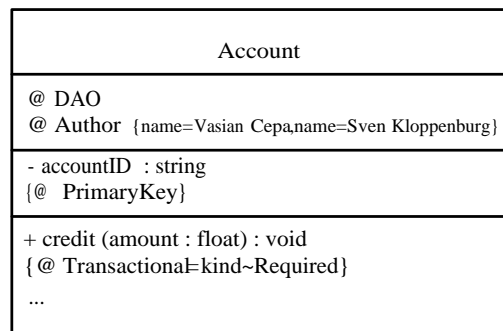 Account
@ DAO
@ Author {name=Vasian Cepa,name=Sven Kloppenburg}
- accountID : string
{@ PrimaryKey}
+ credit (amount : float) : void
{@ Transactional=kind~Required}
...